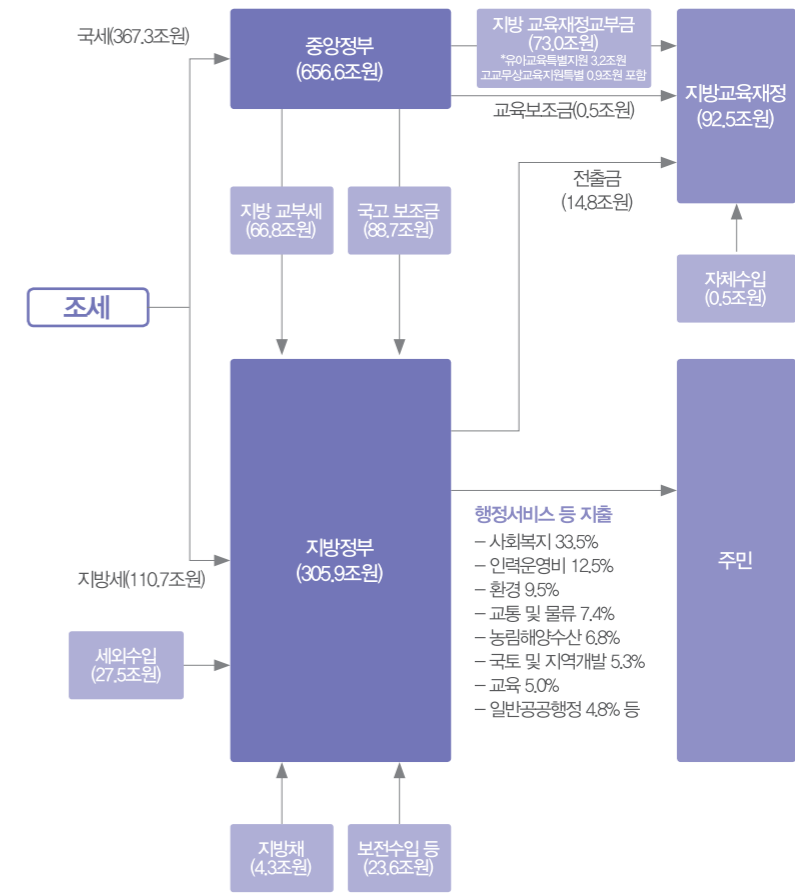 국세(367.3조원)
중앙정부
(656.6조원)
지방 교육재정교부금
(73.0조원)
*유아교육특별지원 3.2조원
고교무상교육지원특별 0.9조원 포함
교육보조금(0.5조원)
지방교육재정
(92.5조원)
전출금
(14.8조원)
지방 교부세
(66.8조원)
국고 보조금
(88.7조원)
자체수입
(0.5조원)
조세
지방정부
(305.9조원)
지방세(110.7조원)
세외수입
(27.5조원)
행정서비스 등 지출
– 사회복지 33.5%
– 인력운영비 12.5%
– 환경 9.5%
– 교통 및 물류 7.4%
– 농림해양수산 6.8%
– 국토 및 지역개발 5.3%
– 교육 5.0%
– 일반공공행정 4.8% 등
주민
지방채
(4.3조원)
보전수입 등
(23.6조원)